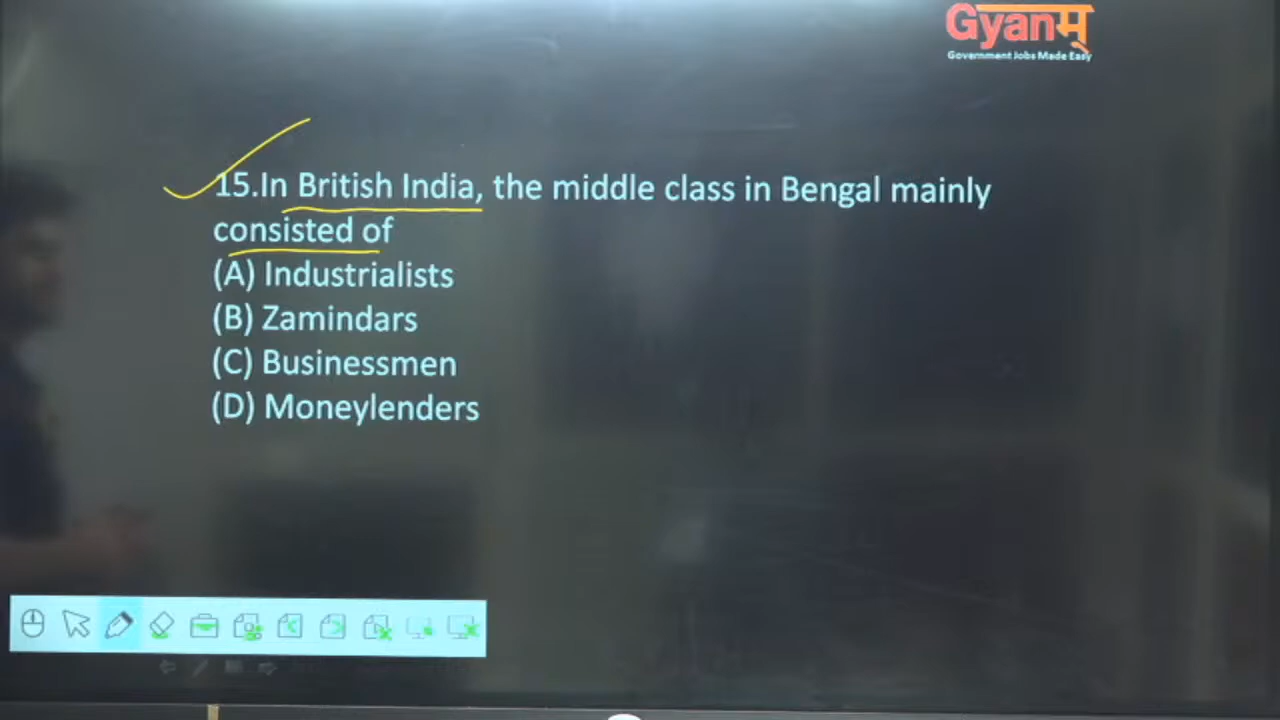 Gyanम्
Government Jobs Made Easy
15.In British India, the middle class in Bengal mainly
consisted of
(A) Industrialists
(B) Zamindars
(C) Businessmen
(D) Moneylenders